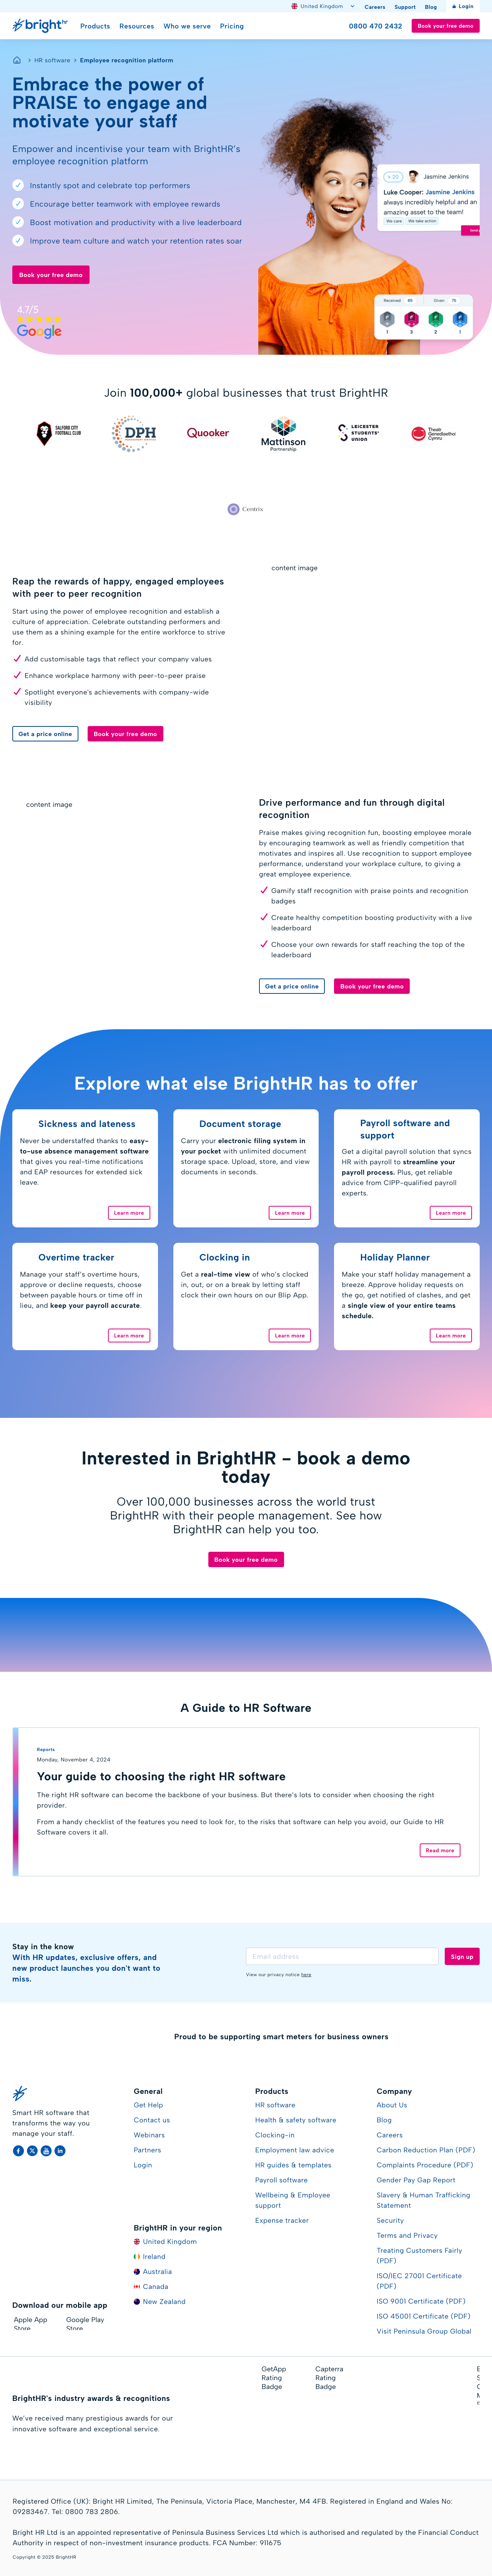 United Kingdom
Careers
Support
Blog
Login
bright hr
Products
Resources
Who we serve
Pricing
0800 470 2432
Book your free demo
HR software
Employee recognition platform
Embrace the power of
PRAISE to engage and
motivate your staff
Empower and incentivise your team with BrightHR's
employee recognition platform
Instantly spot and celebrate top performers
Encourage better teamwork with employee rewards
Boost motivation and productivity with a live leaderboard
Improve team culture and watch your retention rates soar
Book your free demo
4.7/5
Google
+ 20
Jasmine Jenkins
Luke Cooper: Jasmine Jenkins
always incredibly helpful and an
amazing asset to the team!
We care
We take action
Received
65
Given
75
1
3
2
1
Join 100,000+ global businesses that trust BrightHR
SALFORD CITY
FOOTBALL CLUB
DPH
Quooker
Mattinson
Partnership
LEICESTER
STUDENTS'
UNION
Theatr
Genedlaethol
Cymru
Centrix
Reap the rewards of happy, engaged employees
with peer to peer recognition
Start using the power of employee recognition and establish a
culture of appreciation. Celebrate outstanding performers and
use them as a shining example for the entire workforce to strive
for.
Add customisable tags that reflect your company values
Enhance workplace harmony with peer-to-peer praise
Spotlight everyone's achievements with company-wide
visibility
Get a price online
Book your free demo
content image
content image
Drive performance and fun through digital
recognition
Praise makes giving recognition fun, boosting employee morale
by encouraging teamwork as well as friendly competition that
motivates and inspires all. Use recognition to support employee
performance, understand your workplace culture, to giving a
great employee experience.
Gamify staff recognition with praise points and recognition
badges
Create healthy competition boosting productivity with a live
leaderboard
Choose your own rewards for staff reaching the top of the
leaderboard
Get a price online
Book your free demo
Explore what else BrightHR has to offer
Sickness and lateness
Never be understaffed thanks to easy-
to-use absence management software
that gives you real-time notifications
and EAP resources for extended sick
leave.
Learn more
Document storage
Carry your electronic filing system in
your pocket with unlimited document
storage space. Upload, store, and view
documents in seconds.
Learn more
Payroll software and
support
Get a digital payroll solution that syncs
HR with payroll to streamline your
payroll process. Plus, get reliable
advice from CIPP-qualified payroll
experts.
Learn more
Overtime tracker
Manage your staff's overtime hours,
approve or decline requests, choose
between payable hours or time off in
lieu, and keep your payroll accurate.
Learn more
Clocking in
Get a real-time view of who's clocked
in, out, or on a break by letting staff
clock their own hours on our Blip App.
Learn more
Holiday Planner
Make your staff holiday management a
breeze. Approve holiday requests on
the go, get notified of clashes, and get
a single view of your entire teams
schedule.
Learn more
Interested in BrightHR - book a demo
today
Over 100,000 businesses across the world trust
BrightHR with their people management. See how
BrightHR can help you too.
Book your free demo
A Guide to HR Software
Reports
Monday, November 4, 2024
Your guide to choosing the right HR software
The right HR software can become the backbone of your business. But there's lots to consider when choosing the right
provider.
From a handy checklist of the features you need to look for, to the risks that software can help you avoid, our Guide to HR
Software covers it all.
Read more
Stay in the know
With HR updates, exclusive offers, and
new product launches you don't want to
miss.
Email address
Sign up
View our privacy notice here
Proud to be supporting smart meters for business owners
Smart HR software that
transforms the way you
manage your staff.
Download our mobile app
Apple App
Store
Google Play
Store
General
Get Help
Contact us
Webinars
Partners
Login
BrightHR in your region
United Kingdom
Ireland
Australia
Canada
New Zealand
Products
HR software
Health & safety software
Clocking-in
Employment law advice
HR guides & templates
Payroll software
Wellbeing & Employee
support
Expense tracker
Company
About Us
Blog
Careers
Carbon Reduction Plan (PDF)
Complaints Procedure (PDF)
Gender Pay Gap Report
Slavery & Human Trafficking
Statement
Security
Terms and Privacy
Treating Customers Fairly
(PDF)
ISO/IEC 27001 Certificate
(PDF)
ISO 9001 Certificate (PDF)
ISO 45001 Certificate (PDF)
Visit Peninsula Group Global
BrightHR's industry awards & recognitions
We've received many prestigious awards for our
innovative software and exceptional service.
GetApp
Rating
Badge
Capterra
Rating
Badge
Registered Office (UK): Bright HR Limited, The Peninsula, Victoria Place, Manchester, M4 4FB. Registered in England and Wales No:
09283467. Tel: 0800 783 2806.
Bright HR Ltd is an appointed representative of Peninsula Business Services Ltd which is authorised and regulated by the Financial Conduct
Authority in respect of non-investment insurance products. FCA Number: 911675
Copyright © 2025 BrightHR